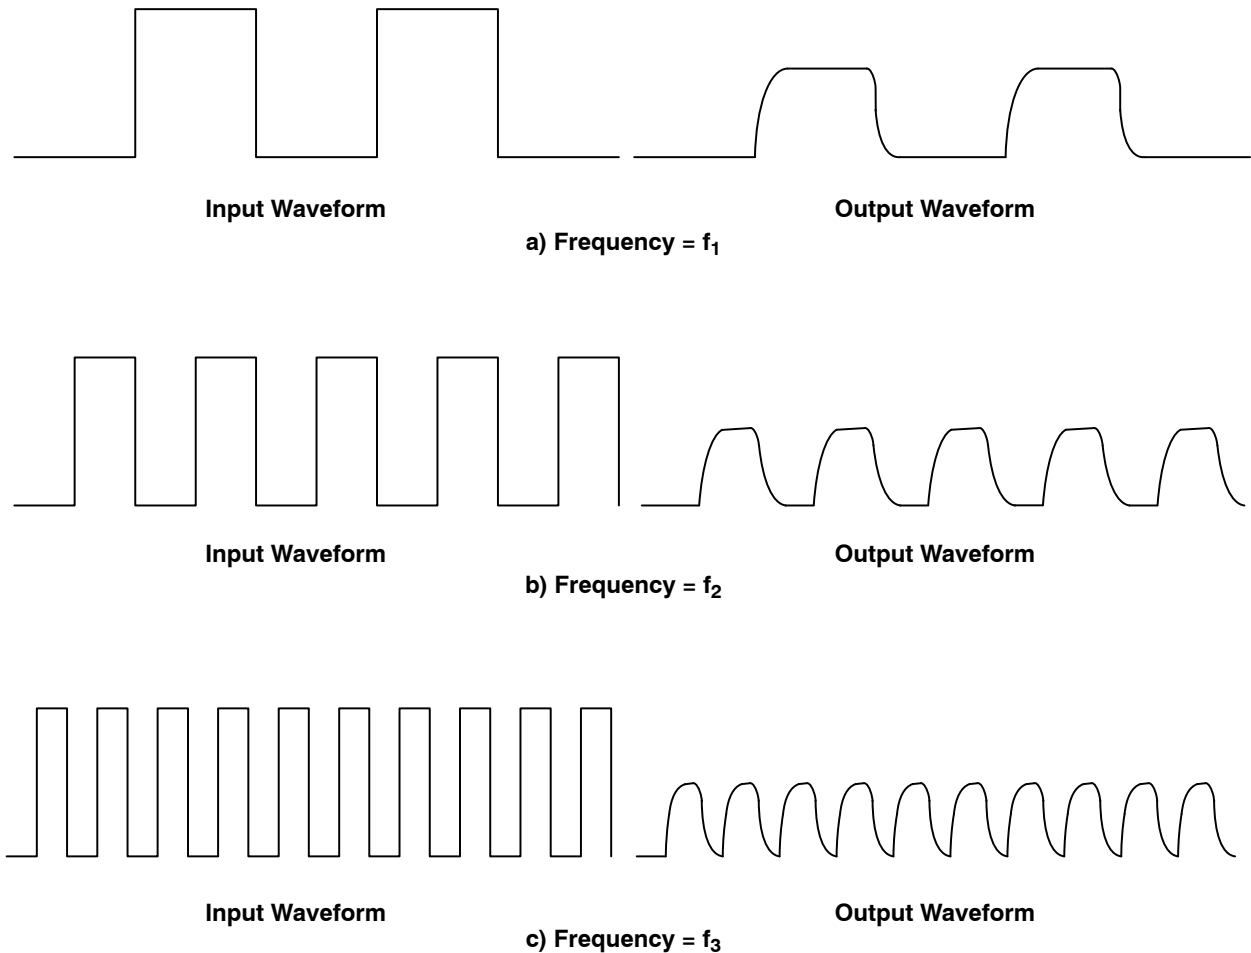 Input Waveform
Output Waveform
a) Frequency = f₁
Input Waveform
Output Waveform
b) Frequency = f₂
Input Waveform
Output Waveform
c) Frequency = f₃